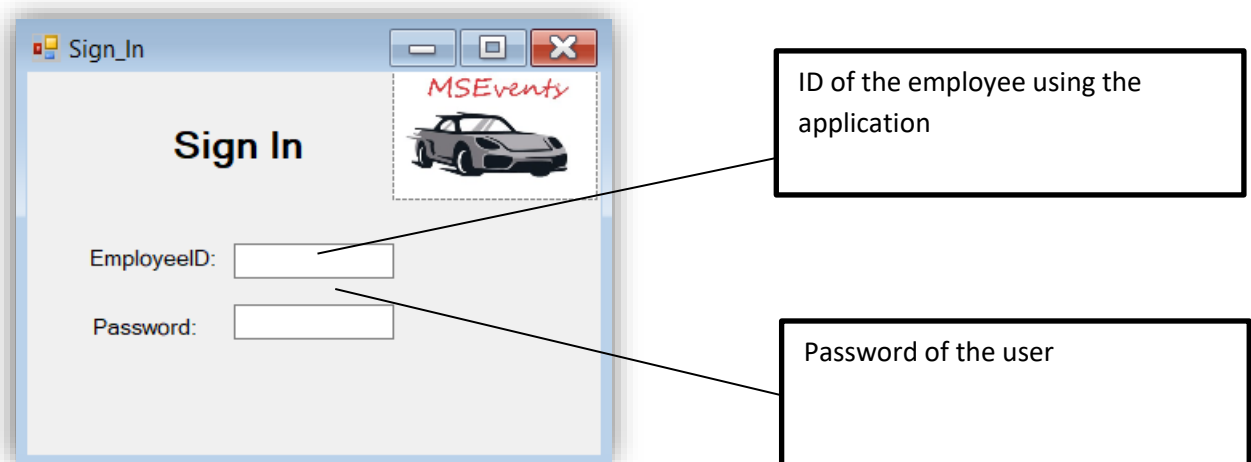 Sign_In
MSEvents
Sign In
EmployeeID:
Password:
ID of the employee using the
application
Password of the user